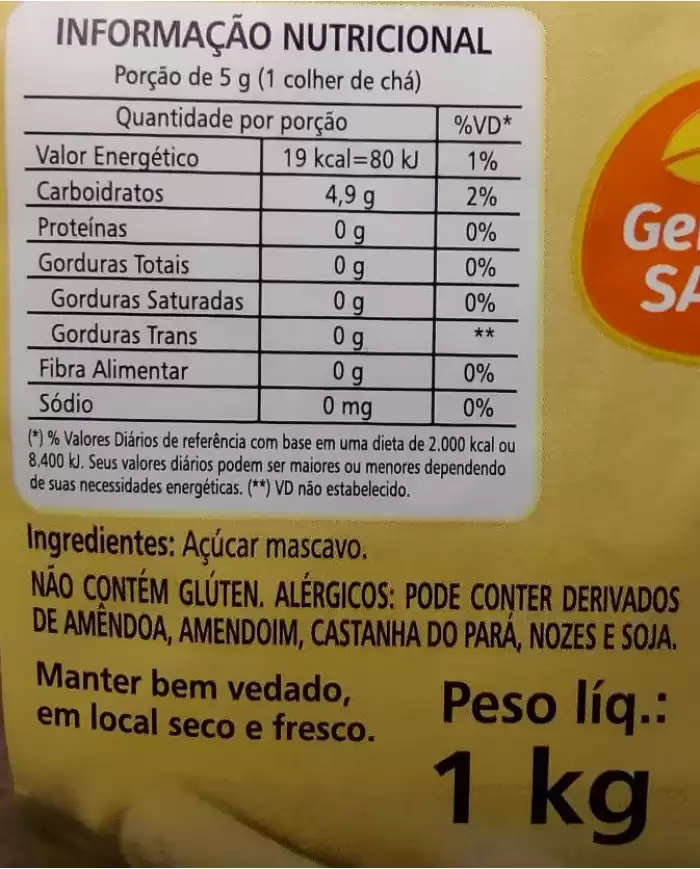 INFORMAÇÃO NUTRICIONAL
Porção de 5 g (1 colher de chá)
Quantidade por porção %VD*
Valor Energético 19 kcal=80 kJ 1%
Carboidratos 4,9 g 2%
Proteínas 0 g 0%
Gorduras Totais 0 g 0%
Gorduras Saturadas 0 g 0%
Gorduras Trans 0 g **
Fibra Alimentar 0 g 0%
Sódio 0 mg 0%
(*) % Valores Diários de referência com base em uma dieta de 2.000 kcal ou
8.400 kJ. Seus valores diários podem ser maiores ou menores dependendo
de suas necessidades energéticas. (**) VD não estabelecido.
Ingredientes: Açúcar mascavo.
NÃO CONTÉM GLÚTEN. ALÉRGICOS: PODE CONTER DERIVADOS
DE AMÊNDOA, AMENDOIM, CASTANHA DO PARÁ, NOZES E SOJA.
Manter bem vedado,
em local seco e fresco.
Peso líq.:
1 kg